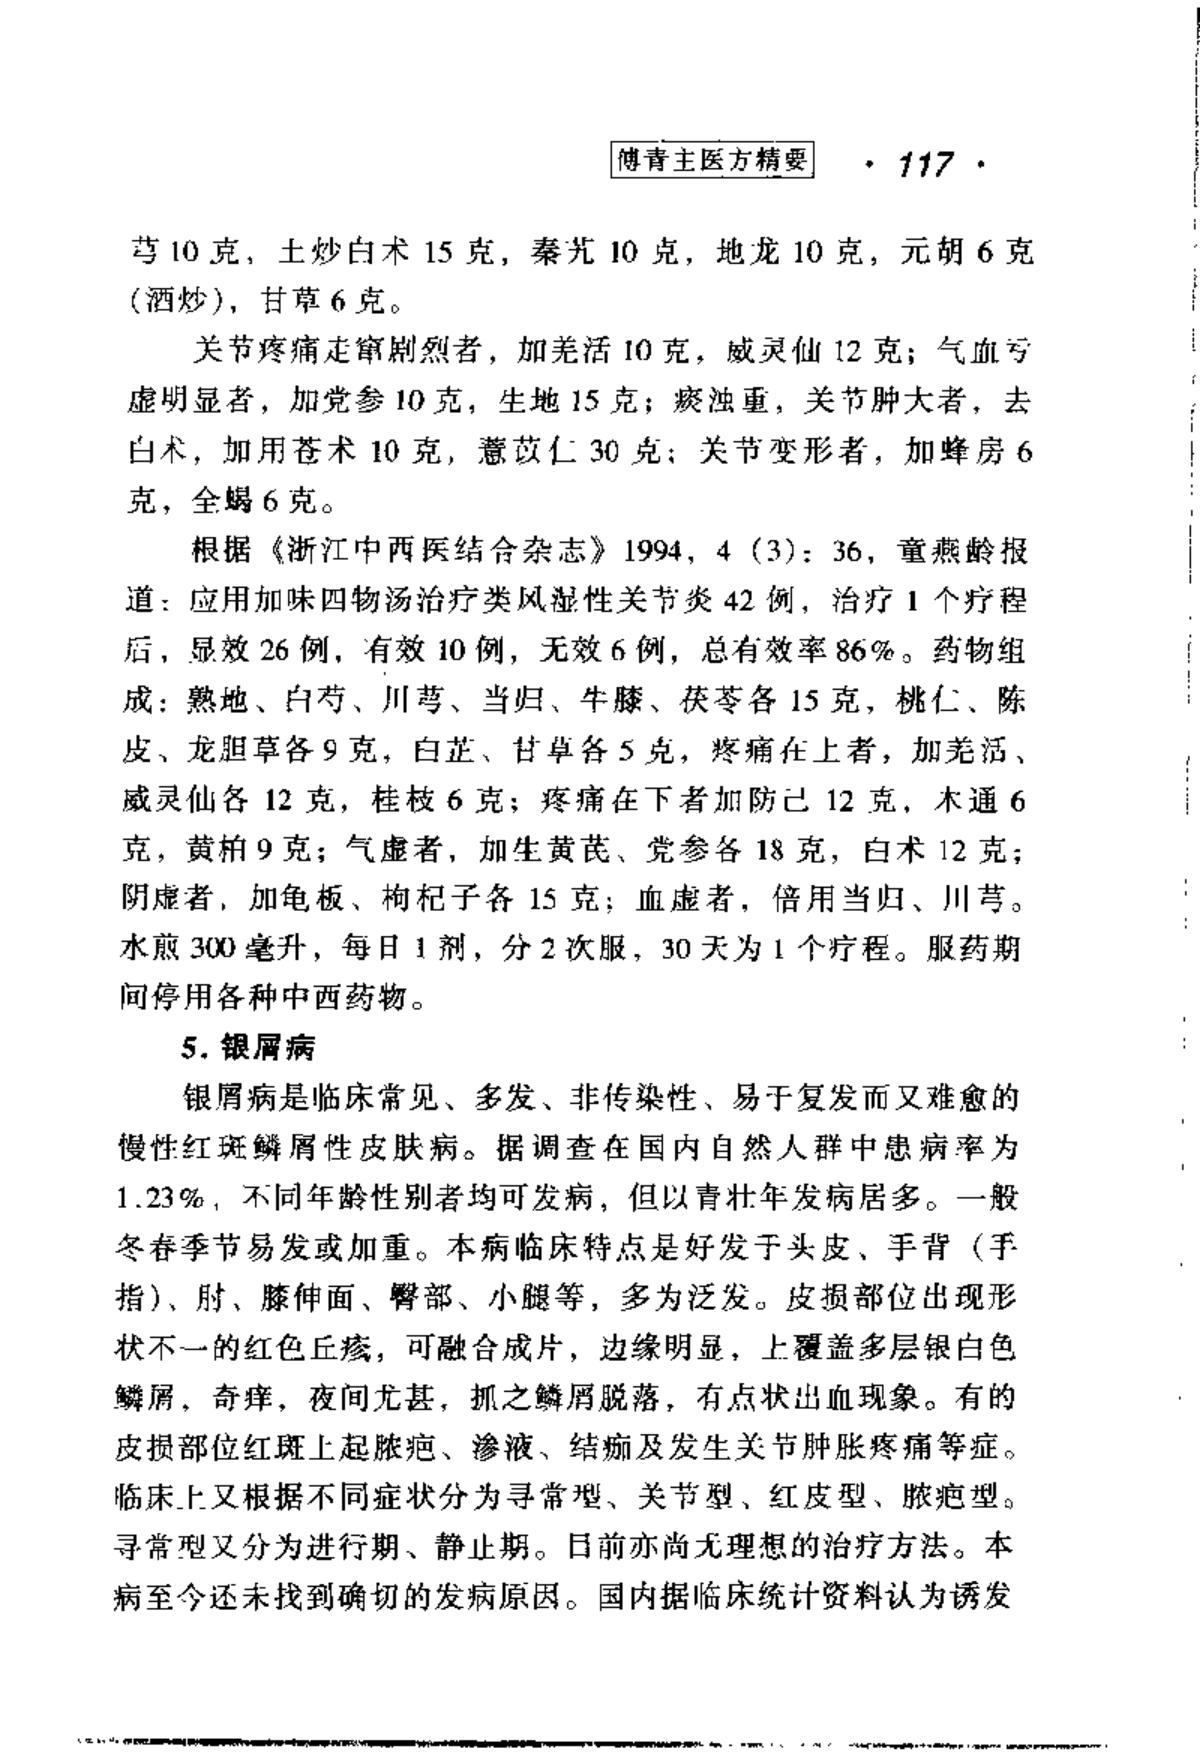 傅青主医方精要 · 117 ·
芎 10 克，土炒白术 15 克，秦艽 10 克，地龙 10 克，元胡 6 克
(酒炒)，甘草 6 克。
关节疼痛走窜剧烈者，加羌活 10 克，威灵仙 12 克；气血亏
虚明显者，加党参 10 克，生地 15 克；痰浊重，关节肿大者，去
白术，加用苍术 10 克，薏苡仁 30 克；关节变形者，加蜂房 6
克，全蝎 6 克。
根据《浙江中西医结合杂志》1994，4（3）：36，童燕龄报
道：应用加味四物汤治疗类风湿性关节炎 42 例，治疗 1 个疗程
后，显效 26 例，有效 10 例，无效 6 例，总有效率 86%。药物组
成：熟地、白芍、川芎、当归、牛膝、茯苓各 15 克，桃仁、陈
皮、龙胆草各 9 克，白芷、甘草各 5 克，疼痛在上者，加羌活、
威灵仙各 12 克，桂枝 6 克；疼痛在下者加防己 12 克，木通 6
克，黄柏 9 克；气虚者，加生黄芪、党参各 18 克，白术 12 克；
阴虚者，加龟板、枸杞子各 15 克；血虚者，倍用当归、川芎。
水煎 300 毫升，每日 1 剂，分 2 次服，30 天为 1 个疗程。服药期
间停用各种中西药物。
5. 银屑病
银屑病是临床常见、多发、非传染性、易于复发而又难愈的
慢性红斑鳞屑性皮肤病。据调查在国内自然人群中患病率为
1.23%，不同年龄性别者均可发病，但以青壮年发病居多。一般
冬春季节易发或加重。本病临床特点是好发于头皮、手背（手
指）、肘、膝伸面、臀部、小腿等，多为泛发。皮损部位出现形
状不一的红色丘疹，可融合成片，边缘明显，上覆盖多层银白色
鳞屑，奇痒，夜间尤甚，抓之鳞屑脱落，有点状出血现象。有的
皮损部位红斑上起脓疱、渗液、结痂及发生关节肿胀疼痛等症。
临床上又根据不同症状分为寻常型、关节型、红皮型、脓疱型。
寻常型又分为进行期、静止期。目前亦尚无理想的治疗方法。本
病至今还未找到确切的发病原因。国内据临床统计资料认为诱发